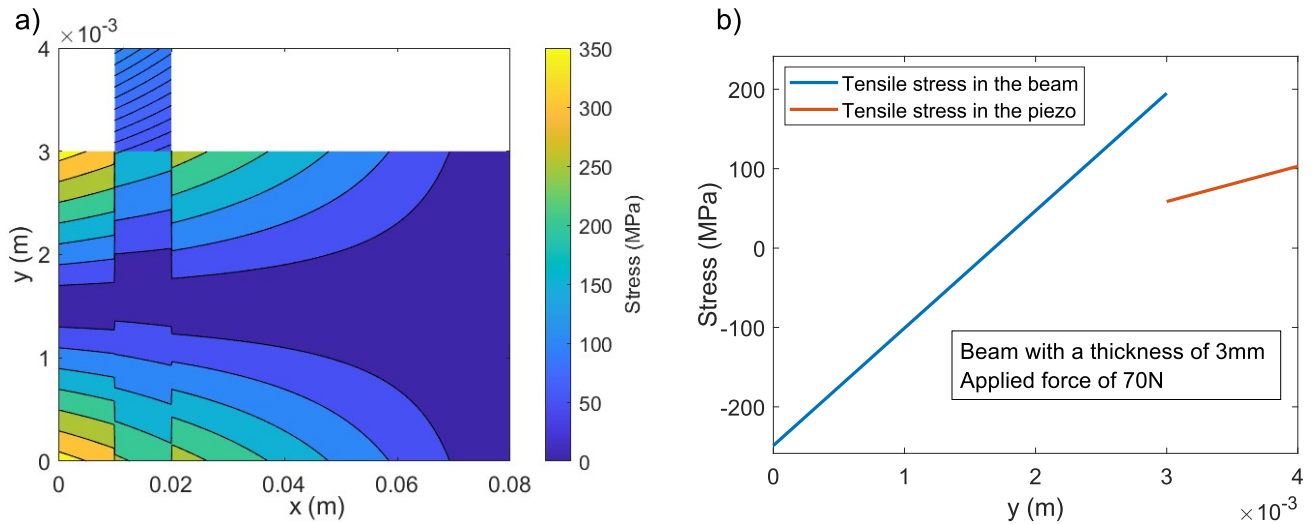 a)
×10⁻³
4
3
2
1
0
y (m)
0
0.02
0.04
0.06
0.08
x (m)
350
300
250
200
150
100
50
0
Stress (MPa)
b)
Tensile stress in the beam
Tensile stress in the piezo
200
100
0
-100
-200
Stress (MPa)
Beam with a thickness of 3mm
Applied force of 70N
0
1
2
3
4
y (m)
×10⁻³